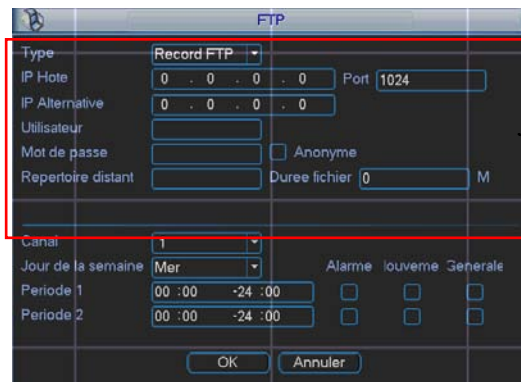 FTP
Type Record FTP
IP Hote 0 . 0 . 0 . 0 Port 1024
IP Alternative 0 . 0 . 0 . 0
Utilisateur
Mot de passe Anonyme
Repertoire distant Duree fichier 0 M
Canal 1
Jour de la semaine Mer Alarme louveme Generale
Periode 1 00 :00 -24 :00
Periode 2 00 :00 -24 :00
OK Annuler